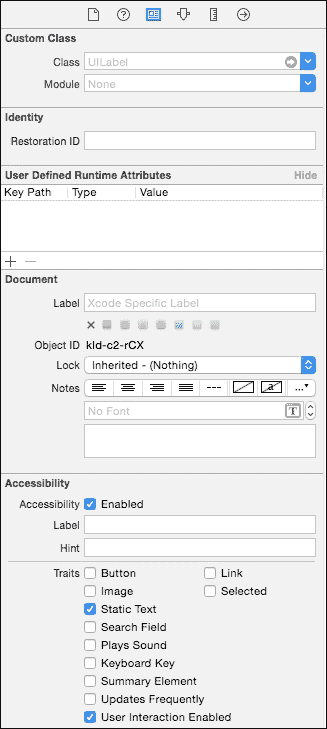 Custom Class
Class UILabel
Module None
Identity
Restoration ID
User Defined Runtime Attributes Hide
Key Path Type Value
Document
Label Xcode Specific Label
Object ID kId-c2-rCX
Lock Inherited - (Nothing)
Notes
No Font T
Accessibility
Accessibility Enabled
Label
Hint
Traits Button Link
Image Selected
Static Text
Search Field
Plays Sound
Keyboard Key
Summary Element
Updates Frequently
User Interaction Enabled